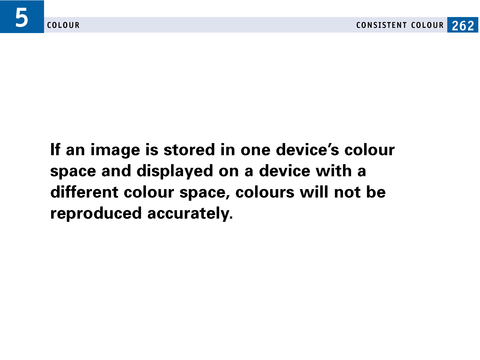 5
COLOUR
CONSISTENT COLOUR 262
If an image is stored in one device’s colour
space and displayed on a device with a
different colour space, colours will not be
reproduced accurately.